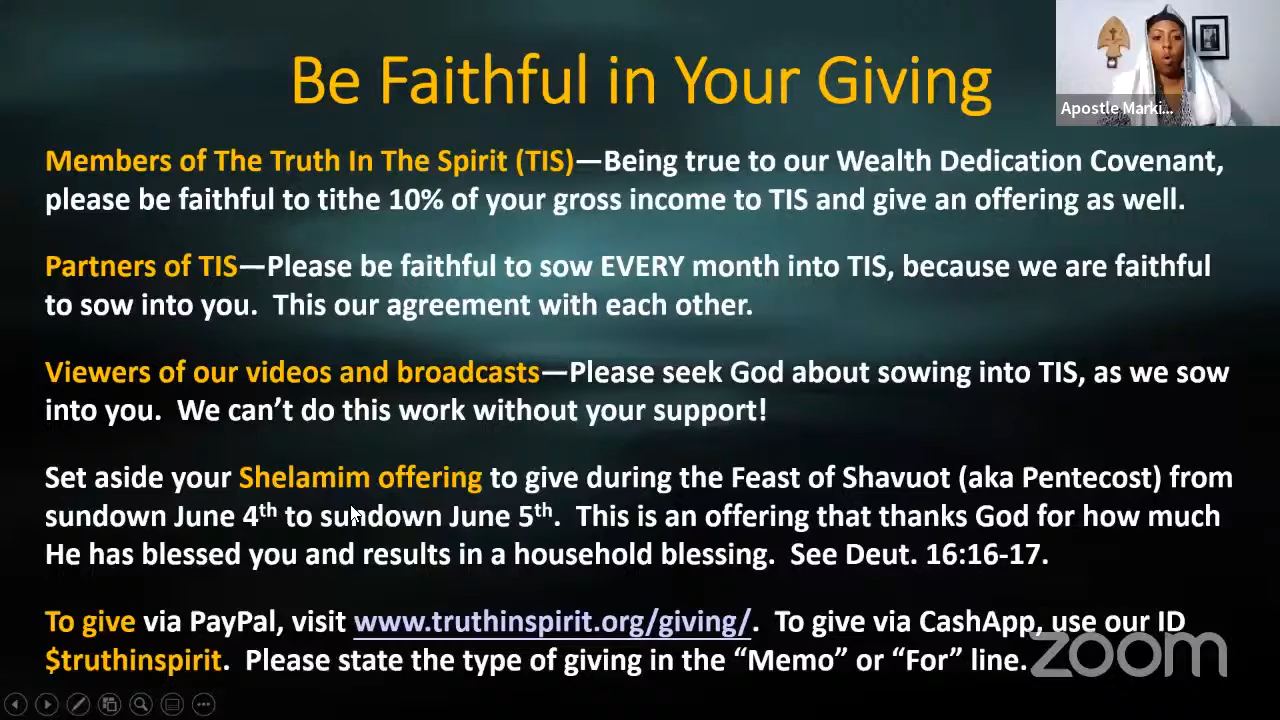 Be Faithful in Your Giving
Apostle Marki...
Members of The Truth In The Spirit (TIS)—Being true to our Wealth Dedication Covenant,
please be faithful to tithe 10% of your gross income to TIS and give an offering as well.
Partners of TIS—Please be faithful to sow EVERY month into TIS, because we are faithful
to sow into you.  This our agreement with each other.
Viewers of our videos and broadcasts—Please seek God about sowing into TIS, as we sow
into you.  We can't do this work without your support!
Set aside your Shelamim offering to give during the Feast of Shavuot (aka Pentecost) from
sundown June 4th to sundown June 5th.  This is an offering that thanks God for how much
He has blessed you and results in a household blessing.  See Deut. 16:16-17.
To give via PayPal, visit www.truthinspirit.org/giving/.  To give via CashApp, use our ID
$truthinspirit.  Please state the type of giving in the “Memo” or “For” line.
zoom